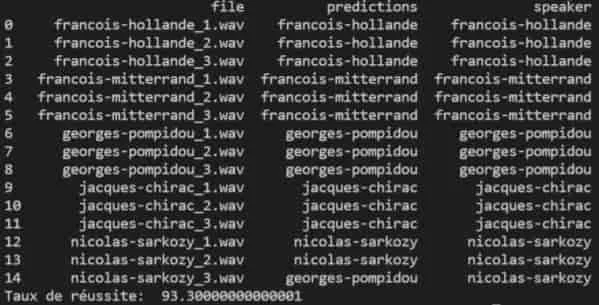 file predictions speaker
0 francois-hollande_1.wav francois-hollande francois-hollande
1 francois-hollande_2.wav francois-hollande francois-hollande
2 francois-hollande_3.wav francois-hollande francois-hollande
3 francois-mitterrand_1.wav francois-mitterrand francois-mitterrand
4 francois-mitterrand_2.wav francois-mitterrand francois-mitterrand
5 francois-mitterrand_3.wav francois-mitterrand francois-mitterrand
6 georges-pompidou_1.wav georges-pompidou georges-pompidou
7 georges-pompidou_2.wav georges-pompidou georges-pompidou
8 georges-pompidou_3.wav georges-pompidou georges-pompidou
9 jacques-chirac_1.wav jacques-chirac jacques-chirac
10 jacques-chirac_2.wav jacques-chirac jacques-chirac
11 jacques-chirac_3.wav jacques-chirac jacques-chirac
12 nicolas-sarkozy_1.wav nicolas-sarkozy nicolas-sarkozy
13 nicolas-sarkozy_2.wav nicolas-sarkozy nicolas-sarkozy
14 nicolas-sarkozy_3.wav georges-pompidou nicolas-sarkozy
Taux de réussite: 93.30000000000001